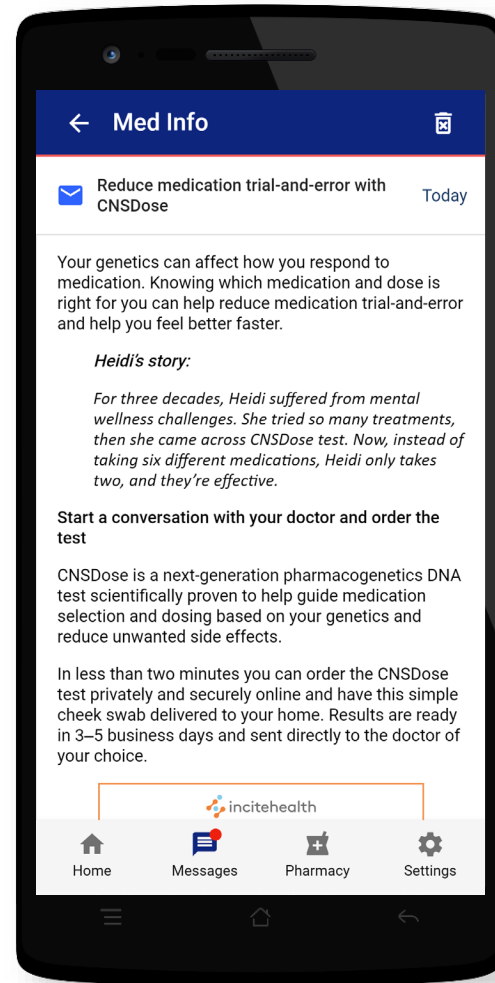 Med Info
Reduce medication trial-and-error with
CNSDose
Today
Your genetics can affect how you respond to
medication. Knowing which medication and dose is
right for you can help reduce medication trial-and-error
and help you feel better faster.
Heidi's story:
For three decades, Heidi suffered from mental
wellness challenges. She tried so many treatments,
then she came across CNSDose test. Now, instead of
taking six different medications, Heidi only takes
two, and they're effective.
Start a conversation with your doctor and order the
test
CNSDose is a next-generation pharmacogenetics DNA
test scientifically proven to help guide medication
selection and dosing based on your genetics and
reduce unwanted side effects.
In less than two minutes you can order the CNSDose
test privately and securely online and have this simple
cheek swab delivered to your home. Results are ready
in 3–5 business days and sent directly to the doctor of
your choice.
incitehealth
Home Messages Pharmacy Settings